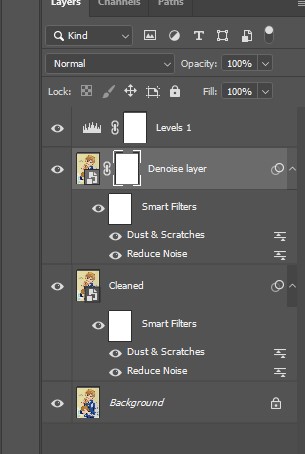 Layers Channels Paths
Kind
Normal Opacity: 100%
Lock: Fill: 100%
Levels 1
Denoise layer
Smart Filters
Dust & Scratches
Reduce Noise
Cleaned
Smart Filters
Dust & Scratches
Reduce Noise
Background